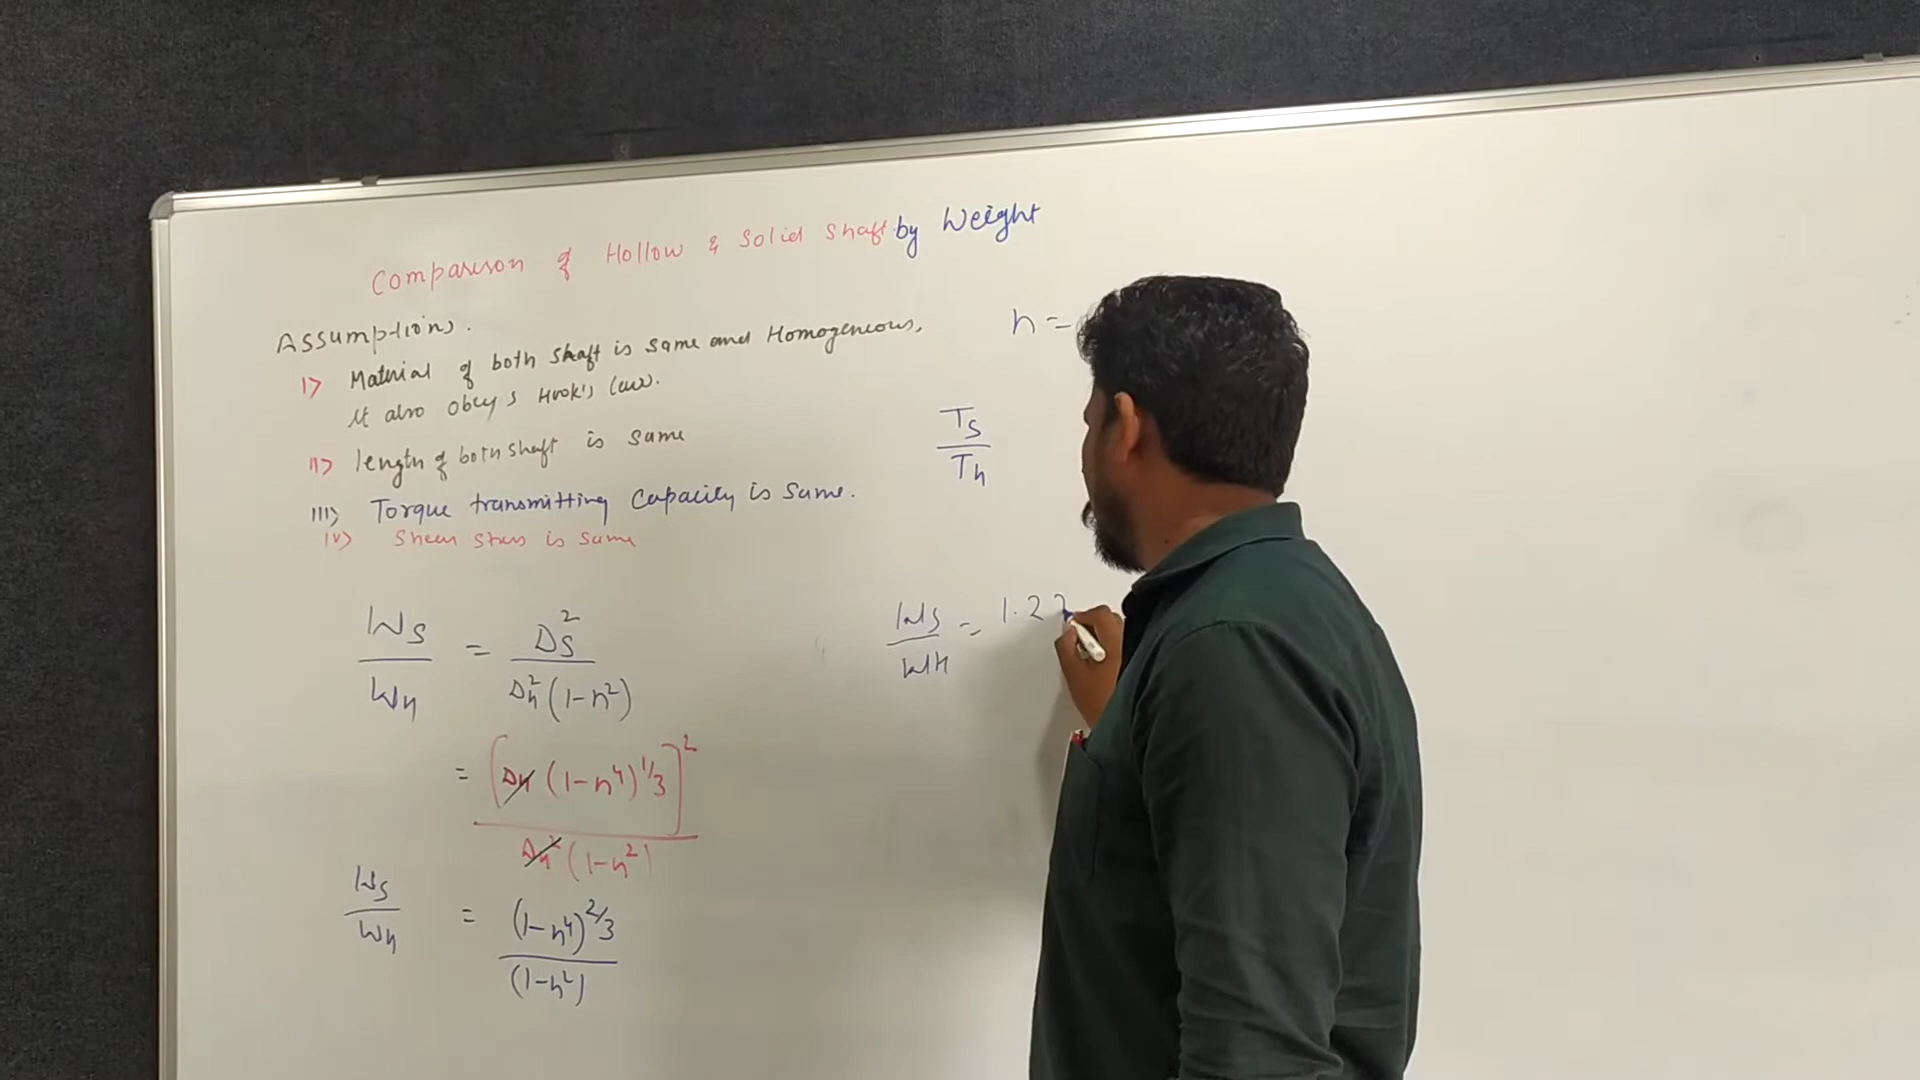 Comparison of Hollow & Solid Shaft by Weight
Assumptions.
I) Material of both Shaft is same and Homogeneous,
it also obeys Hook's law.
II) length of both shaft is same
III) Torque transmitting Capacity is same.
IV) Shear stress is same
Ws/Wh = Ds²/Dh²(1-n²)
= [Dh(1-n⁴)^1/3]²/Dh²(1-n²)
Ws/Wh = (1-n⁴)^2/3/(1-n²)
n =
Ts/Th
Ws/WH = 1.2